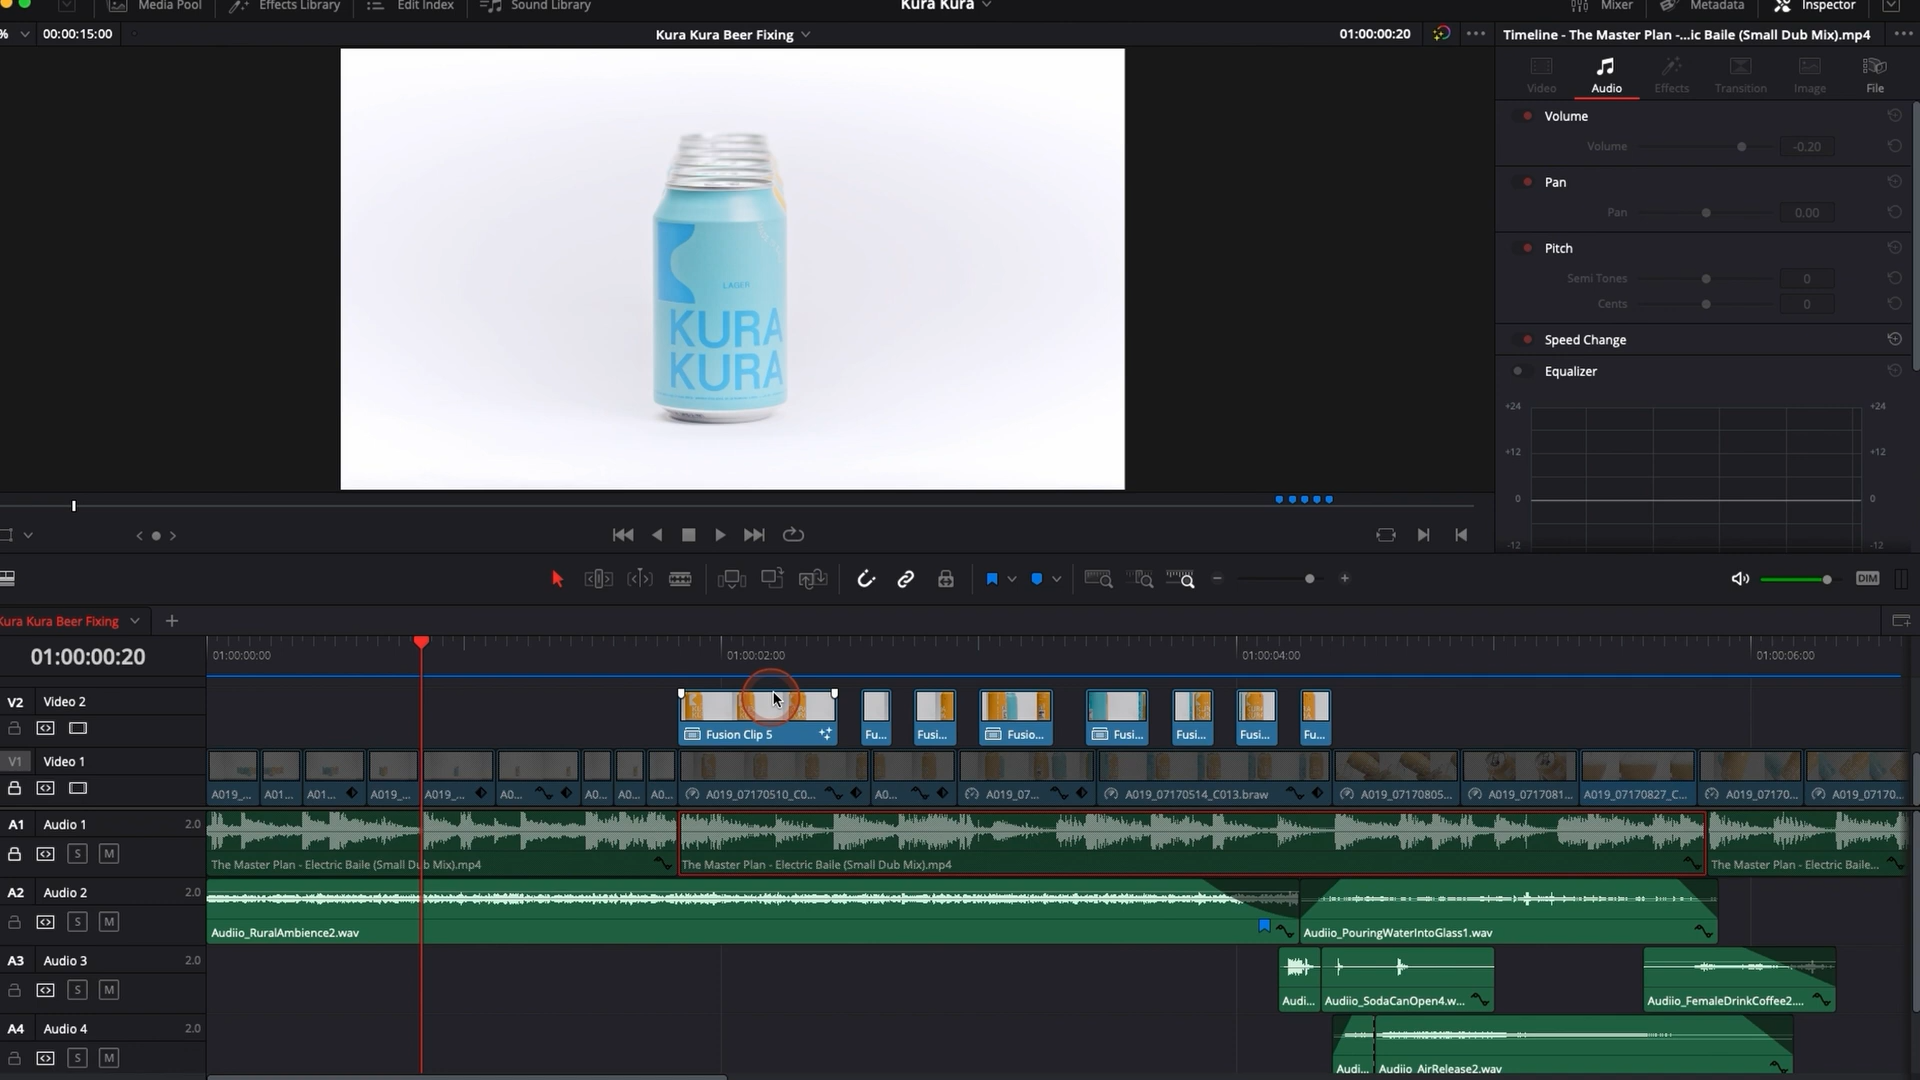 Media Pool
Effects Library
Edit Index
Sound Library
Kura Kura
Mixer
Metadata
Inspector
%
00:00:15:00
Kura Kura Beer Fixing
01:00:00:20
Timeline - The Master Plan -...ic Baile (Small Dub Mix).mp4
Video
Audio
Effects
Transition
Image
File
Volume
Volume
-0.20
Pan
Pan
0.00
Pitch
Semi Tones
0
Cents
0
Speed Change
Equalizer
+24
+24
+12
+12
0
0
-12
-12
LAGER
KURA
KURA
DIM
Kura Kura Beer Fixing
01:00:00:20
01:00:00:00
01:00:02:00
01:00:04:00
01:00:06:00
V2
Video 2
Fusion Clip 5
Fu...
Fusi...
Fusio...
Fusi...
Fusi...
Fusi...
Fu...
V1
Video 1
A019_...
A01...
A01...
A019_...
A019_...
A0...
A0...
A0...
A0...
A019_07170510_C0...
A0...
A019_07...
A019_07170514_C013.braw
A019_07170805...
A019_0717081...
A019_07170827_C...
A019_07170...
A019_07170...
A1
Audio 1
2.0
S
M
The Master Plan - Electric Baile (Small Dub Mix).mp4
The Master Plan - Electric Baile (Small Dub Mix).mp4
The Master Plan - Electric Baile...
A2
Audio 2
2.0
S
M
Audiio_RuralAmbience2.wav
Audiio_PouringWaterIntoGlass1.wav
A3
Audio 3
2.0
S
M
Audi...
Audiio_SodaCanOpen4.w...
Audiio_FemaleDrinkCoffee2....
A4
Audio 4
2.0
S
M
Audi...
Audiio_AirRelease2.wav